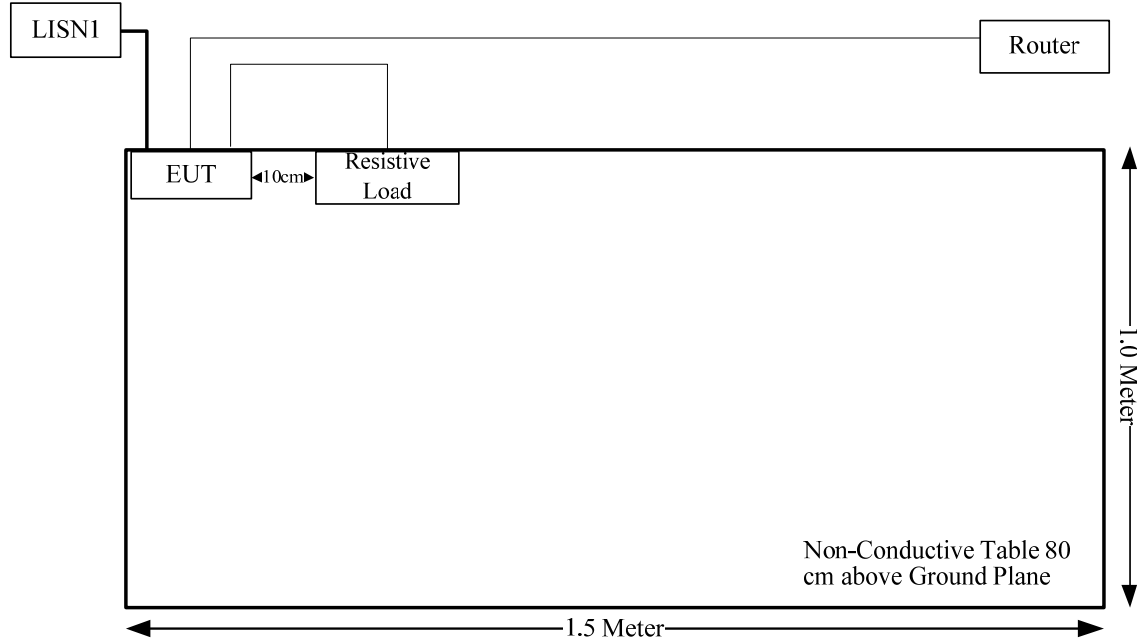 LISN1
Router
EUT
10cm
Resistive
Load
1.0 Meter
Non-Conductive Table 80
cm above Ground Plane
1.5 Meter